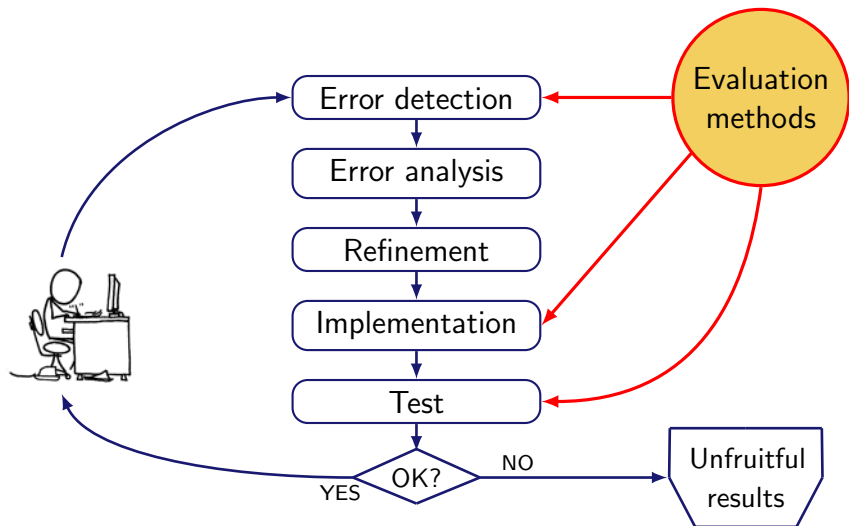 Evaluation
methods
Error detection
Error analysis
Refinement
Implementation
Test
OK?
YES
NO
Unfruitful
results